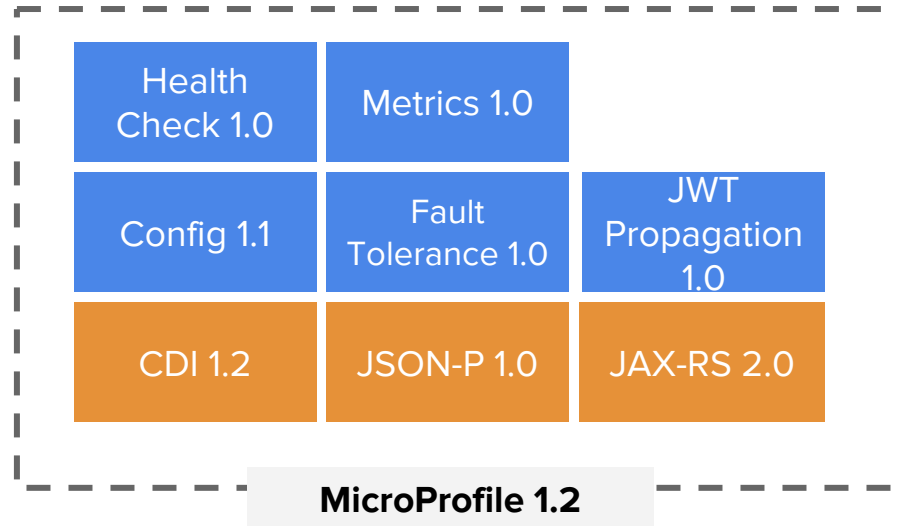 Health
Check 1.0
Metrics 1.0
Config 1.1
Fault
Tolerance 1.0
JWT
Propagation
1.0
CDI 1.2
JSON-P 1.0
JAX-RS 2.0
MicroProfile 1.2